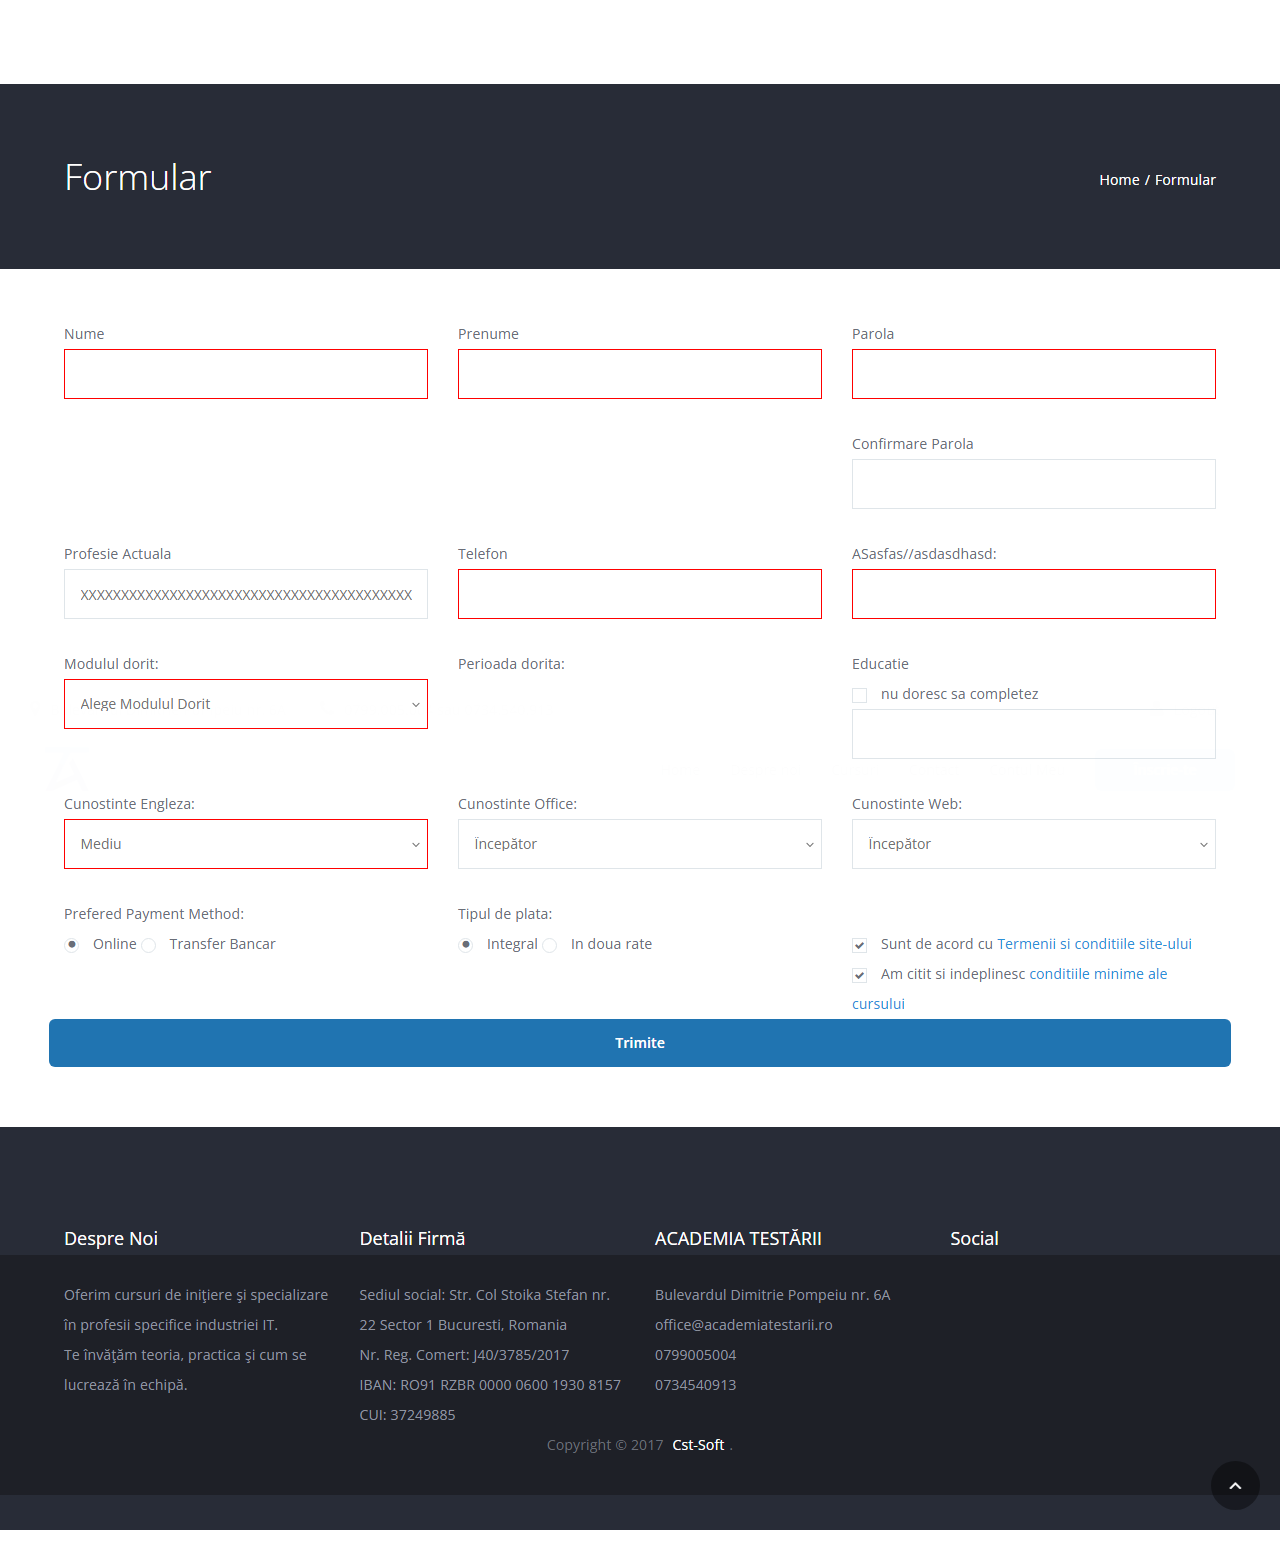 Formular
Home / Formular
Nume
Prenume
Parola
Confirmare Parola
Profesie Actuala
Telefon
ASasfas//asdasdhasd:
XXXXXXXXXXXXXXXXXXXXXXXXXXXXXXXXXXXXXXXXX
Modulul dorit:
Perioada dorita:
Educatie
nu doresc sa completez
Alege Modulul Dorit
Cunostinte Engleza:
Cunostinte Office:
Cunostinte Web:
Mediu
Începător
Începător
Prefered Payment Method:
Tipul de plata:
Online
Transfer Bancar
Integral
In doua rate
Sunt de acord cu Termenii si conditiile site-ului
Am citit si indeplinesc conditiile minime ale
cursului
Trimite
Despre Noi
Oferim cursuri de inițiere și specializare
în profesii specifice industriei IT.
Te învățăm teoria, practica și cum se
lucrează în echipă.
Detalii Firmă
Sediul social: Str. Col Stoika Stefan nr.
22 Sector 1 Bucuresti, Romania
Nr. Reg. Comert: J40/3785/2017
IBAN: RO91 RZBR 0000 0600 1930 8157
CUI: 37249885
ACADEMIA TESTĂRII
Bulevardul Dimitrie Pompeiu nr. 6A
office@academiatestarii.ro
0799005004
0734540913
Social
Copyright © 2017 Cst-Soft .